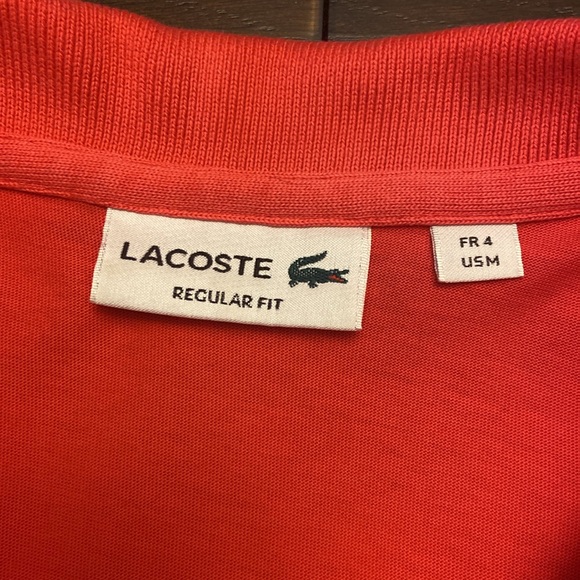 LACOSTE
REGULAR FIT
FR 4
US M